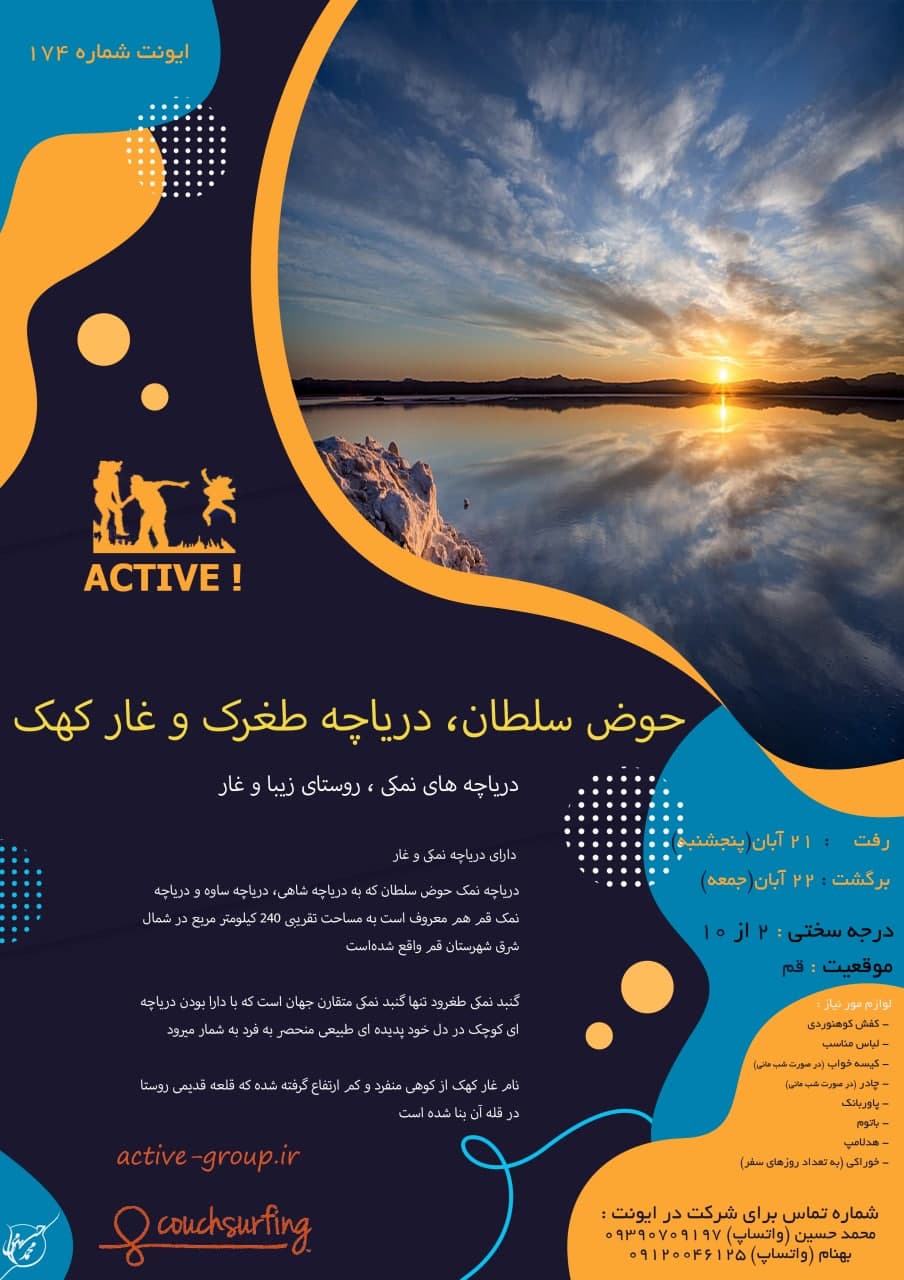 ایونت شماره ۱۷۴
ACTIVE !
حوض سلطان، دریاچه طغرک و غار کهک
دریاچه های نمکی ، روستای زیبا و غار
دارای دریاچه نمکی و غار
دریاچه نمک حوض سلطان که به دریاچه شاهی، دریاچه ساوه و دریاچه
نمک قم هم معروف است به مساحت تقریبی 240 کیلومتر مربع در شمال
شرق شهرستان قم واقع شده‌است
گنبد نمکی طغرود تنها گنبد نمکی متقارن جهان است که با دارا بودن دریاچه
ای کوچک در دل خود پدیده ای طبیعی منحصر به فرد به شمار میرود
نام غار کهک از کوهی منفرد و کم ارتفاع گرفته شده که قلعه قدیمی روستا
در قله آن بنا شده است
رفت : ۲۱ آبان(پنجشنبه)
برگشت : ۲۲ آبان(جمعه)
درجه سختی : ۲ از ۱۰
موقعیت : قم
لوازم مور نیاز :
- کفش کوهنوردی
- لباس مناسب
- کیسه خواب (در صورت شب مانی)
- چادر (در صورت شب مانی)
- پاوربانک
- باتوم
- هدلامپ
- خوراکی (به تعداد روزهای سفر)
شماره تماس برای شرکت در ایونت :
محمد حسین (واتساپ) ۰۹۳۹۰۷۰۹۱۹۷
بهنام (واتساپ) ۰۹۱۲۰۰۴۶۱۲۵
active-group.ir
couchsurfing